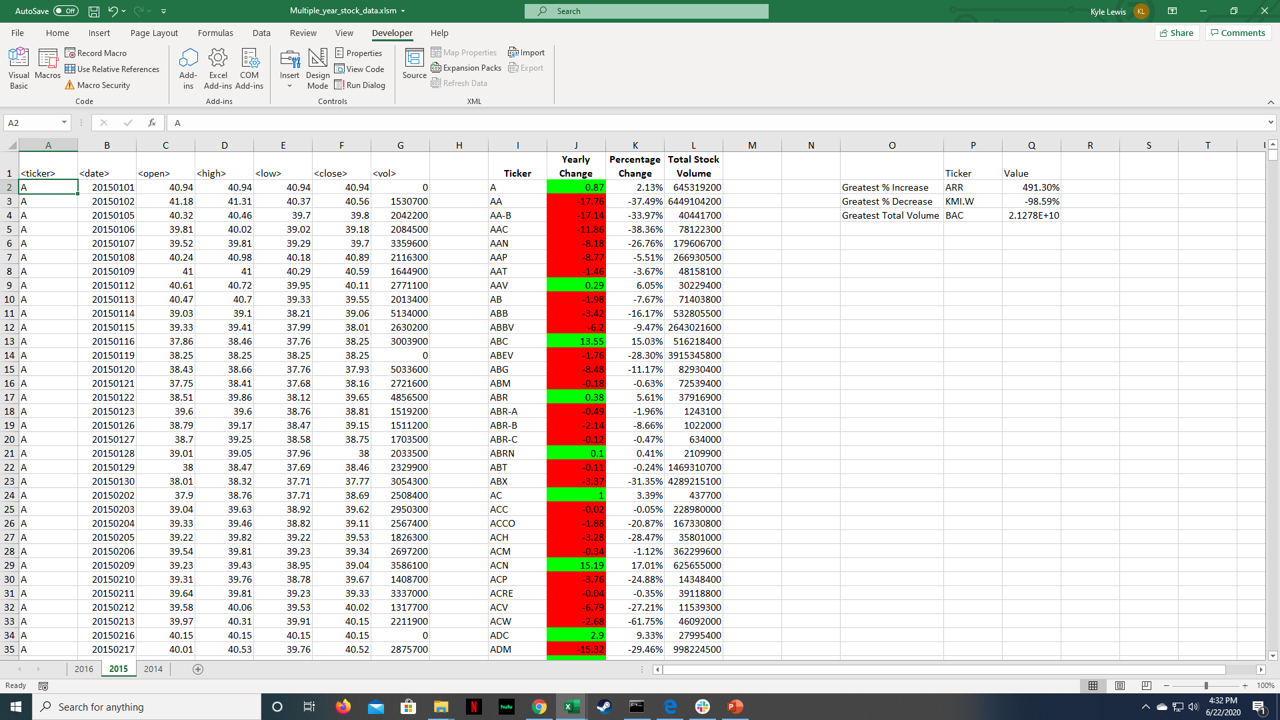 AutoSave Off Multiple_year_stock_data.xlsm Search Kyle Lewis KL
File Home Insert Page Layout Formulas Data Review View Developer Help Share Comments
Visual Basic Macros Record Macro Use Relative References Macro Security Code
Add-ins Excel Add-ins COM Add-ins Add-ins
Insert Design Mode Properties View Code Run Dialog Controls
Source Map Properties Expansion Packs Refresh Data Import Export XML
A2 fx A
A B C D E F G H I J K L M N O P Q R S T
1 <ticker> <date> <open> <high> <low> <close> <vol> Ticker Yearly Change Percentage Change Total Stock Volume Ticker Value
2 A 20150101 40.94 40.94 40.94 40.94 0 A 0.87 2.13% 645319200 Greatest % Increase ARR 491.30%
3 A 20150102 41.18 41.31 40.37 40.56 1530700 AA -17.76 -37.49% 6449104200 Greatest % Decrease KMI.W -98.59%
4 A 20150105 40.32 40.46 39.7 39.8 2042200 AA-B -17.14 -33.97% 40441700 Greatest Total Volume BAC 2.1278E+10
5 A 20150106 39.81 40.02 39.02 39.18 2084500 AAC -11.86 -38.36% 78122300
6 A 20150107 39.52 39.81 39.29 39.7 3359600 AAN -8.18 -26.76% 179606700
7 A 20150108 40.24 40.98 40.18 40.89 2116300 AAP -8.77 -5.51% 266930500
8 A 20150109 41 41 40.29 40.59 1644900 AAT -1.46 -3.67% 48158100
9 A 20150112 40.61 40.72 39.95 40.11 2771100 AAV 0.29 6.05% 30229400
10 A 20150113 40.47 40.7 39.33 39.55 2013400 AB -1.98 -7.67% 71403800
11 A 20150114 39.03 39.1 38.21 39.06 5134000 ABB -3.42 -16.17% 532805500
12 A 20150115 39.33 39.41 37.99 38.01 2630200 ABBV -6.2 -9.47% 2643021600
13 A 20150116 37.86 38.46 37.76 38.25 3003900 ABC 13.55 15.03% 516218400
14 A 20150119 38.25 38.25 38.25 38.25 0 ABEV -1.76 -28.30% 3915345800
15 A 20150120 38.43 38.66 37.76 37.93 5033600 ABG -8.48 -11.17% 82930400
16 A 20150121 37.75 38.41 37.68 38.16 2721600 ABM -0.18 -0.63% 72539400
17 A 20150122 38.51 39.86 38.12 39.65 4856500 ABR 0.38 5.61% 37916900
18 A 20150123 39.6 39.6 38.76 38.81 1519200 ABR-A -0.49 -1.96% 1243100
19 A 20150126 38.79 39.17 38.47 39.15 1511200 ABR-B -2.14 -8.66% 1022000
20 A 20150127 38.7 39.25 38.58 38.75 1703500 ABR-C -0.12 -0.47% 634000
21 A 20150128 39.01 39.05 37.96 38 2033500 ABRN 0.1 0.41% 2109900
22 A 20150129 38 38.47 37.69 38.46 2329900 ABT -0.11 -0.24% 1469310700
23 A 20150130 38.01 38.32 37.71 37.77 3054300 ABX -3.37 -31.35% 4289215100
24 A 20150202 37.9 38.76 37.71 38.69 2508400 AC 1 3.39% 437700
25 A 20150203 39.04 39.63 38.92 39.62 2950300 ACC -0.02 -0.05% 228980000
26 A 20150204 39.33 39.46 38.82 39.11 2567400 ACCO -1.88 -20.87% 167330800
27 A 20150205 39.22 39.82 39.22 39.53 1826300 ACH -3.28 -28.47% 35801000
28 A 20150206 39.54 39.81 39.23 39.34 2697200 ACM -0.34 -1.12% 362299600
29 A 20150209 39.23 39.43 38.95 39.04 3586100 ACN 15.19 17.01% 625655000
30 A 20150210 39.31 39.76 38.78 39.67 1408700 ACP -3.76 -24.88% 14348400
31 A 20150211 39.64 39.81 39.23 39.33 3337000 ACRE -0.04 -0.35% 39118800
32 A 20150212 39.58 40.06 39.53 40.02 1317700 ACV -6.79 -27.21% 11539300
33 A 20150213 39.97 40.31 39.91 40.15 2211900 ACW -2.68 -61.75% 46092000
34 A 20150216 40.15 40.15 40.15 40.15 0 ADC 2.9 9.33% 27995400
35 A 20150217 40.01 40.53 39.76 40.52 2875700 ADM -15.32 -29.46% 998224500
2016 2015 2014
Ready 100%
Search for anything hulu 4:32 PM
6/22/2020